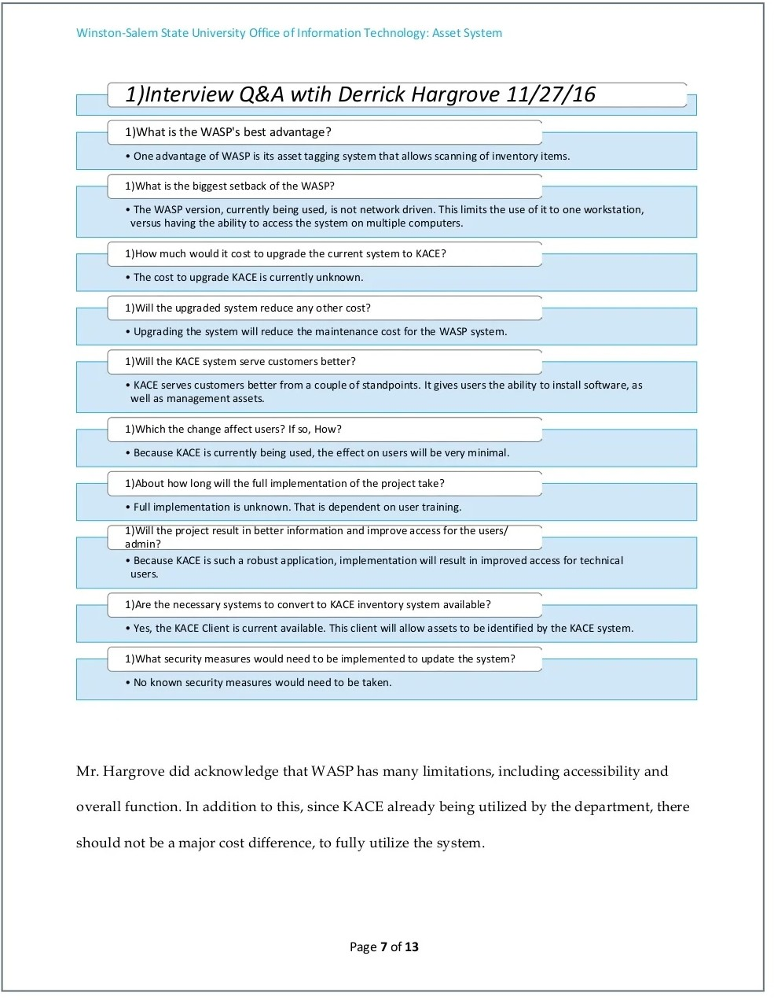 Winston-Salem State University Office of Information Technology: Asset System
1)Interview Q&A wtih Derrick Hargrove 11/27/16
1)What is the WASP's best advantage?
• One advantage of WASP is its asset tagging system that allows scanning of inventory items.
1)What is the biggest setback of the WASP?
• The WASP version, currently being used, is not network driven. This limits the use of it to one workstation,
versus having the ability to access the system on multiple computers.
1)How much would it cost to upgrade the current system to KACE?
• The cost to upgrade KACE is currently unknown.
1)Will the upgraded system reduce any other cost?
• Upgrading the system will reduce the maintenance cost for the WASP system.
1)Will the KACE system serve customers better?
• KACE serves customers better from a couple of standpoints. It gives users the ability to install software, as
well as management assets.
1)Which the change affect users? If so, How?
• Because KACE is currently being used, the effect on users will be very minimal.
1)About how long will the full implementation of the project take?
• Full implementation is unknown. That is dependent on user training.
1)Will the project result in better information and improve access for the users/
admin?
• Because KACE is such a robust application, implementation will result in improved access for technical
users.
1)Are the necessary systems to convert to KACE inventory system available?
• Yes, the KACE Client is current available. This client will allow assets to be identified by the KACE system.
1)What security measures would need to be implemented to update the system?
• No known security measures would need to be taken.
Mr. Hargrove did acknowledge that WASP has many limitations, including accessibility and
overall function. In addition to this, since KACE already being utilized by the department, there
should not be a major cost difference, to fully utilize the system.
Page 7 of 13